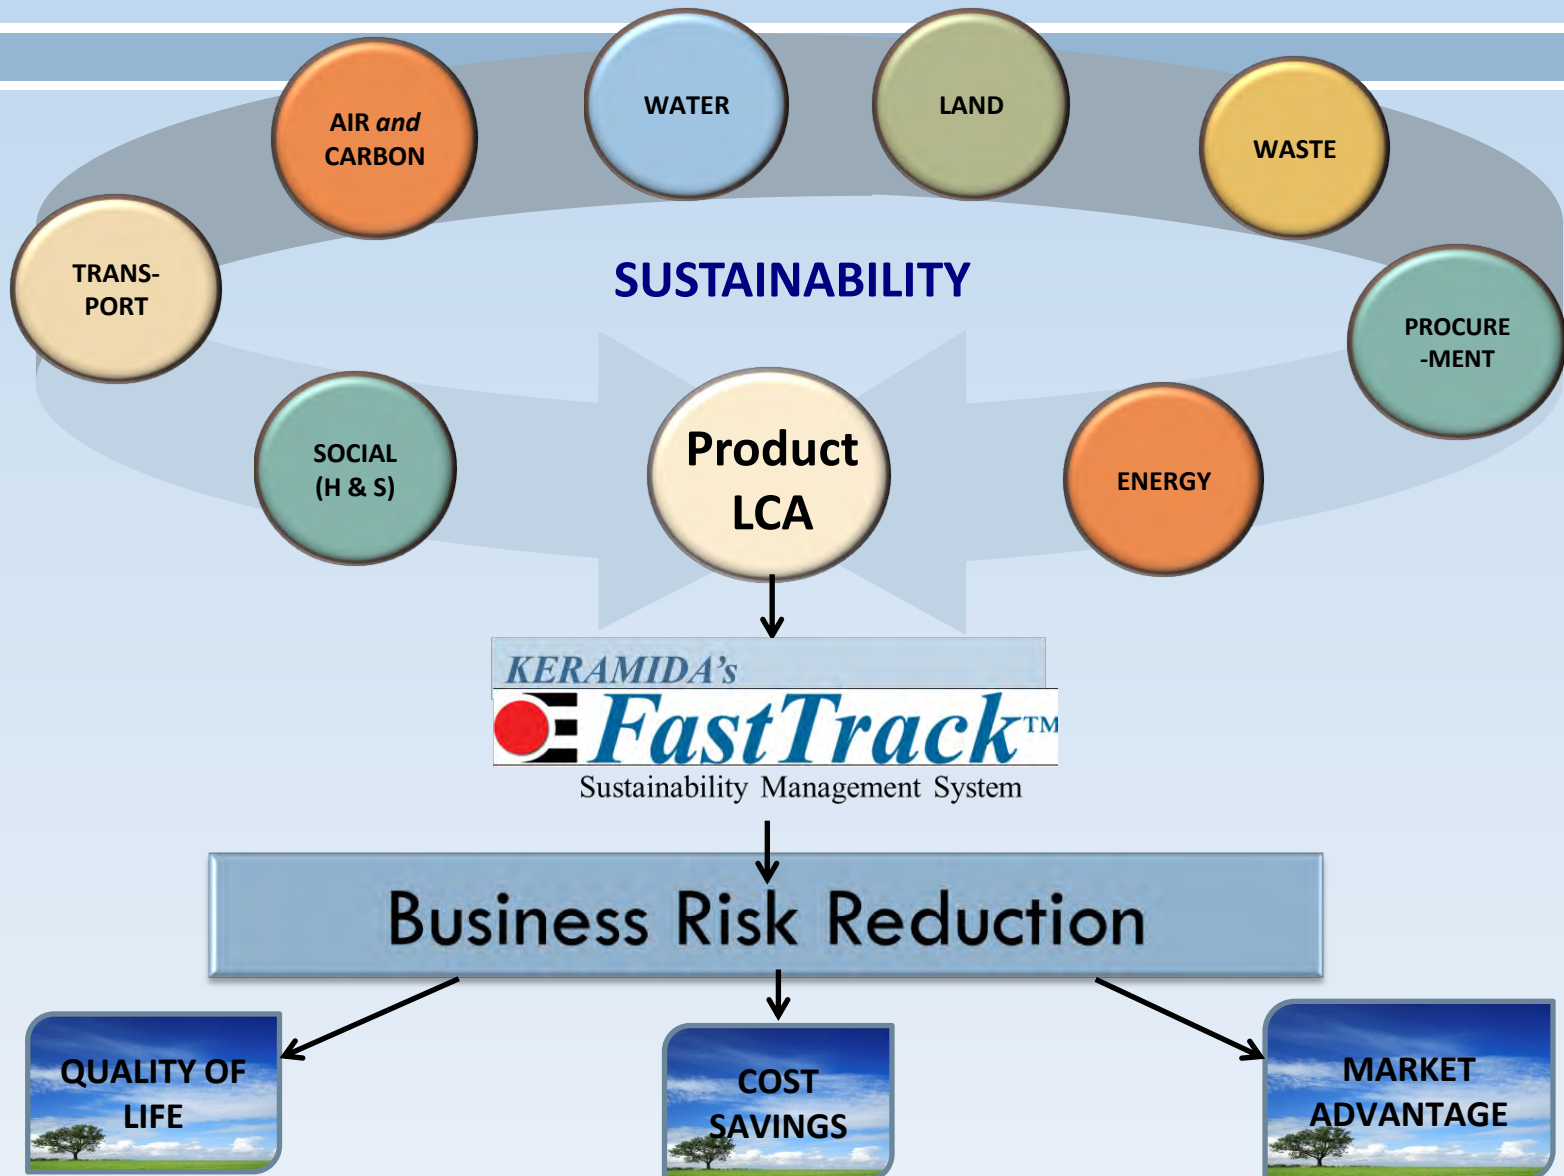 WATER
LAND
AIR and
CARBON
WASTE
TRANS-
PORT
SUSTAINABILITY
PROCURE
-MENT
SOCIAL
(H & S)
Product
LCA
ENERGY
KERAMIDA's
FastTrack™
Sustainability Management System
Business Risk Reduction
QUALITY OF
LIFE
COST
SAVINGS
MARKET
ADVANTAGE